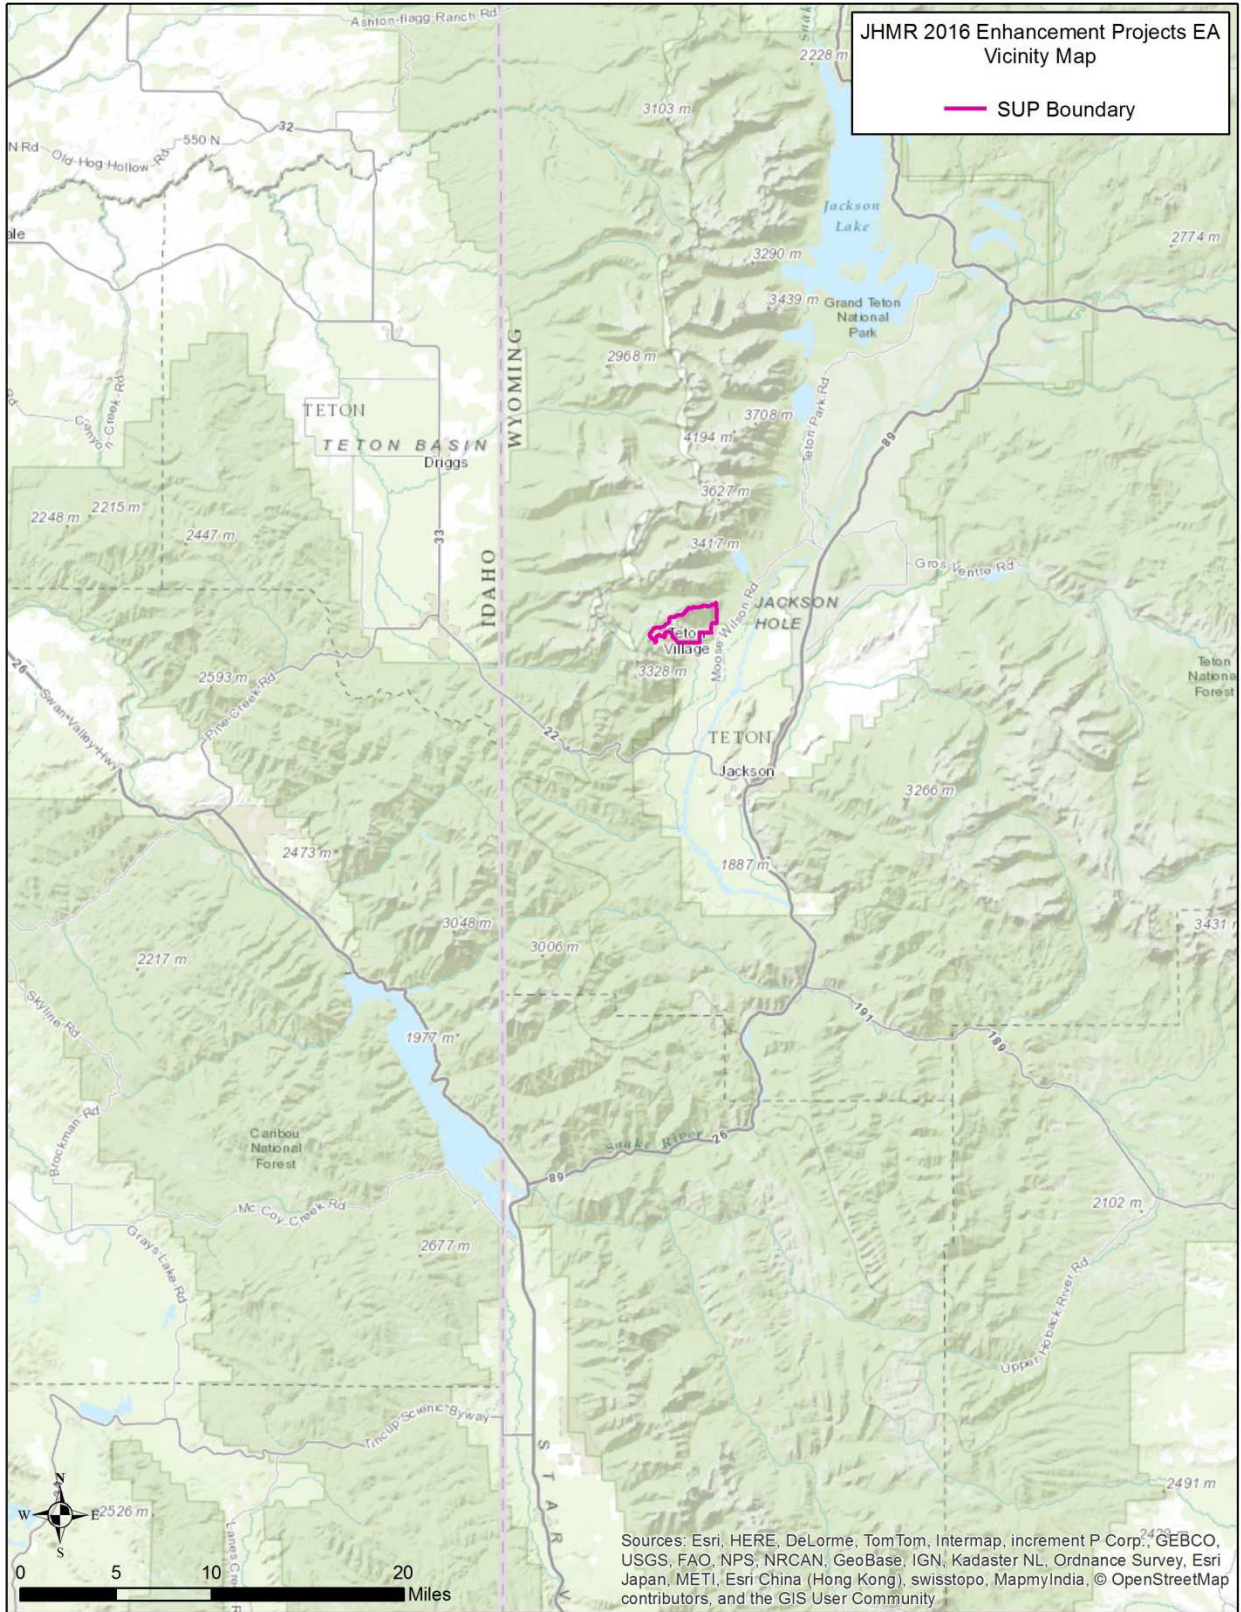 Ashton-flagg Ranch Rd
JHMR 2016 Enhancement Projects EA
Vicinity Map
SUP Boundary
2228 m
3103 m
32
550 N
N Rd
Old Hog Hollow Rd
Jackson
Lake
2774 m
3290 m
3439 m
Grand Teton
National
Park
WYOMING
2968 m
Canyon Creek Rd
TETON
3708 m
Teton Park Rd
TETON BASIN
4194 m
89
Driggs
3627 m
2248 m
2215 m
2447 m
33
3417 m
Gros Ventre Rd
IDAHO
JACKSON
HOLE
Moose Wilson Rd
Teton
Village
3328 m
26
Swan Valley Hwy
2593 m
Pine Creek Rd
Teton
Nationa
Forest
22
TETON
Jackson
3266 m
2473 m
1887 m
3048 m
3006 m
3431 m
2217 m
Skyline Rd
191
189
1977 m
Brockman Rd
Caribou
National
Forest
Snake River
26
89
Mc Coy Creek Rd
2102 m
Grays Lake Rd
2677 m
Upper Hoback River Rd
Tincup Scenic Byway
S T A R V
N
W E
S
2526 m
2491 m
Lanes Cre
0 5 10 20
Miles
Sources: Esri, HERE, DeLorme, TomTom, Intermap, increment P Corp., GEBCO,
USGS, FAO, NPS, NRCAN, GeoBase, IGN, Kadaster NL, Ordnance Survey, Esri
Japan, METI, Esri China (Hong Kong), swisstopo, MapmyIndia, © OpenStreetMap
contributors, and the GIS User Community